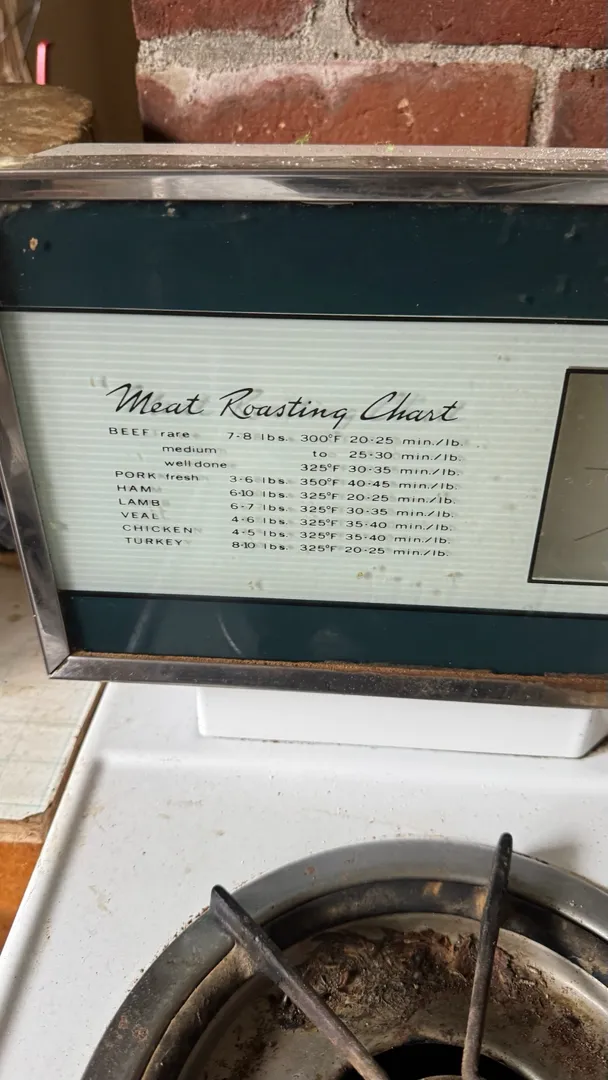 Meat Roasting Chart
BEEF rare 7-8 lbs. 300°F 20-25 min./lb.
medium to 25-30 min./lb.
well done 325°F 30-35 min./lb.
PORK fresh 3-6 lbs. 350°F 40-45 min./lb.
HAM 6-10 lbs. 325°F 20-25 min./lb.
LAMB 6-7 lbs. 325°F 30-35 min./lb.
VEAL 4-6 lbs. 325°F 35-40 min./lb.
CHICKEN 4-5 lbs. 325°F 35-40 min./lb.
TURKEY 8-10 lbs. 325°F 20-25 min./lb.